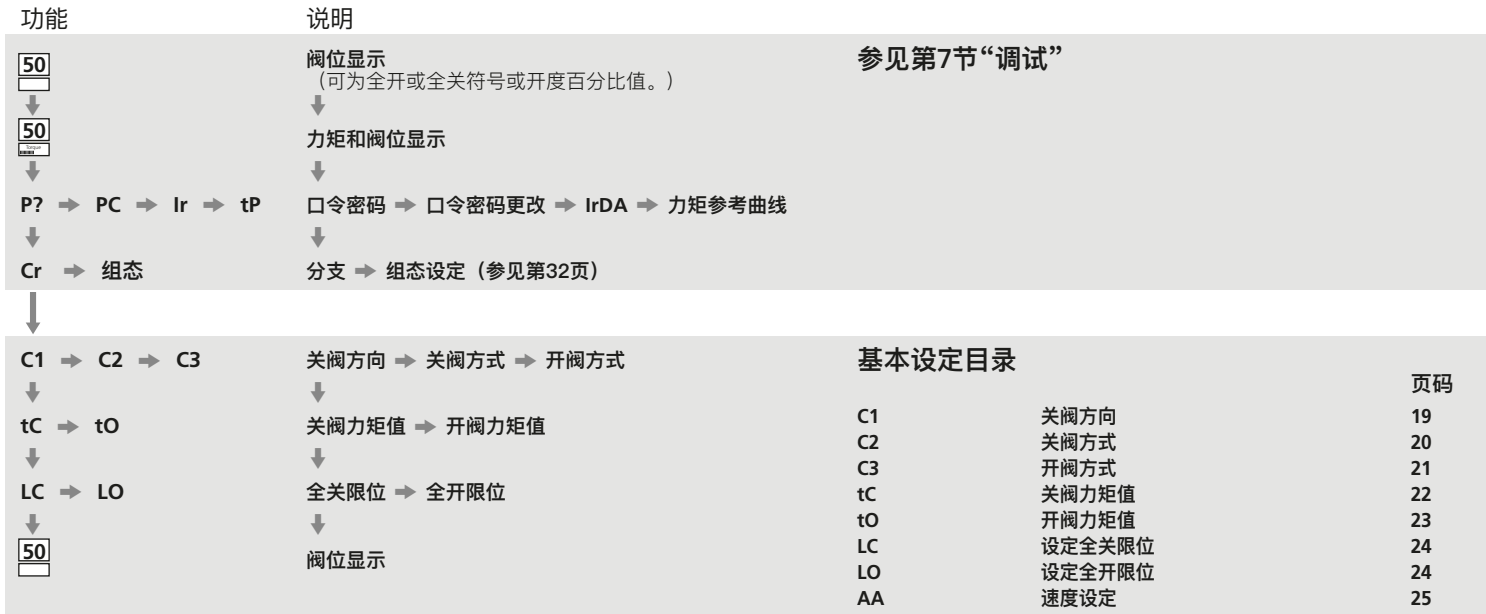 功能 说明
50 阀位显示 参见第7节“调试”
（可为全开或全关符号或开度百分比值。）
50
Torque 力矩和阀位显示
P? ➡ PC ➡ Ir ➡ tP 口令密码 ➡ 口令密码更改 ➡ IrDA ➡ 力矩参考曲线
Cr ➡ 组态 分支 ➡ 组态设定（参见第32页）
C1 ➡ C2 ➡ C3 关阀方向 ➡ 关阀方式 ➡ 开阀方式 基本设定目录
页码
tC ➡ tO 关阀力矩值 ➡ 开阀力矩值
LC ➡ LO 全关限位 ➡ 全开限位
50 阀位显示
C1 关阀方向 19
C2 关阀方式 20
C3 开阀方式 21
tC 关阀力矩值 22
tO 开阀力矩值 23
LC 设定全关限位 24
LO 设定全开限位 24
AA 速度设定 25